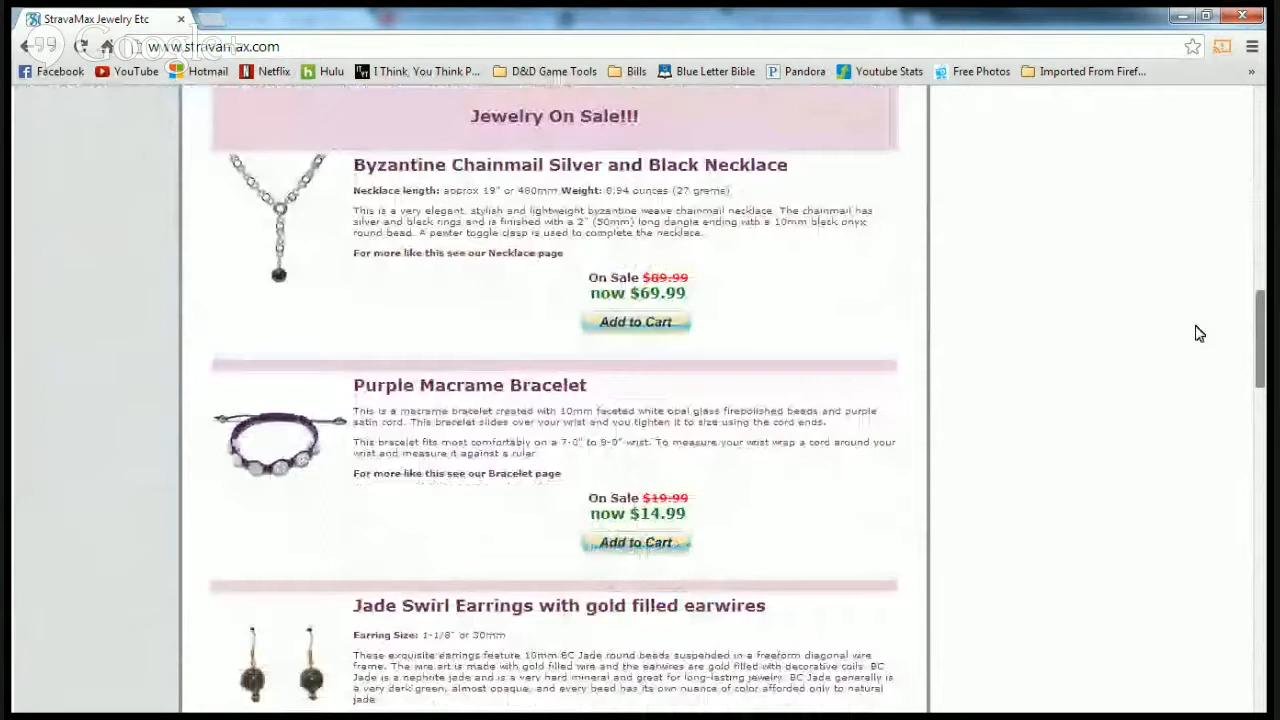 StravaMax Jewelry Etc
Google+
www.stravamax.com
Facebook YouTube Hotmail Netflix Hulu I Think, You Think P... D&D Game Tools Bills Blue Letter Bible Pandora Youtube Stats Free Photos Imported From Firef... »
Jewelry On Sale!!!
Byzantine Chainmail Silver and Black Necklace
Necklace length: approx 19" or 480mm Weight: 0.94 ounces (27 grams)
This is a very elegant, stylish and lightweight byzantine weave chainmail necklace. The chainmail has
silver and black rings and is finished with a 2" (50mm) long dangle ending with a 10mm black onyx
round bead. A pewter toggle clasp is used to complete the necklace.
For more like this see our Necklace page
On Sale $89.99
now $69.99
Add to Cart
Purple Macrame Bracelet
This is a macrame bracelet created with 10mm faceted white opal glass firepolished beads and purple
satin cord. This bracelet slides over your wrist and you tighten it to size using the cord ends.
This bracelet fits most comfortably on a 7-0" to 9-0" wrist. To measure your wrist wrap a cord around your
wrist and measure it against a ruler
For more like this see our Bracelet page
On Sale $19.99
now $14.99
Add to Cart
Jade Swirl Earrings with gold filled earwires
Earring Size: 1-1/8" or 30mm
These exquisite earrings feature 10mm BC Jade round beads suspended in a freeform diagonal wire
frame. The wire art is made with gold filled wire and the earwires are gold filled with decorative coils. BC
Jade is a nephrite jade and is a very hard mineral and great for long-lasting jewelry. BC Jade generally is
a very dark green, almost opaque, and every bead has its own nuance of color afforded only to natural
jade